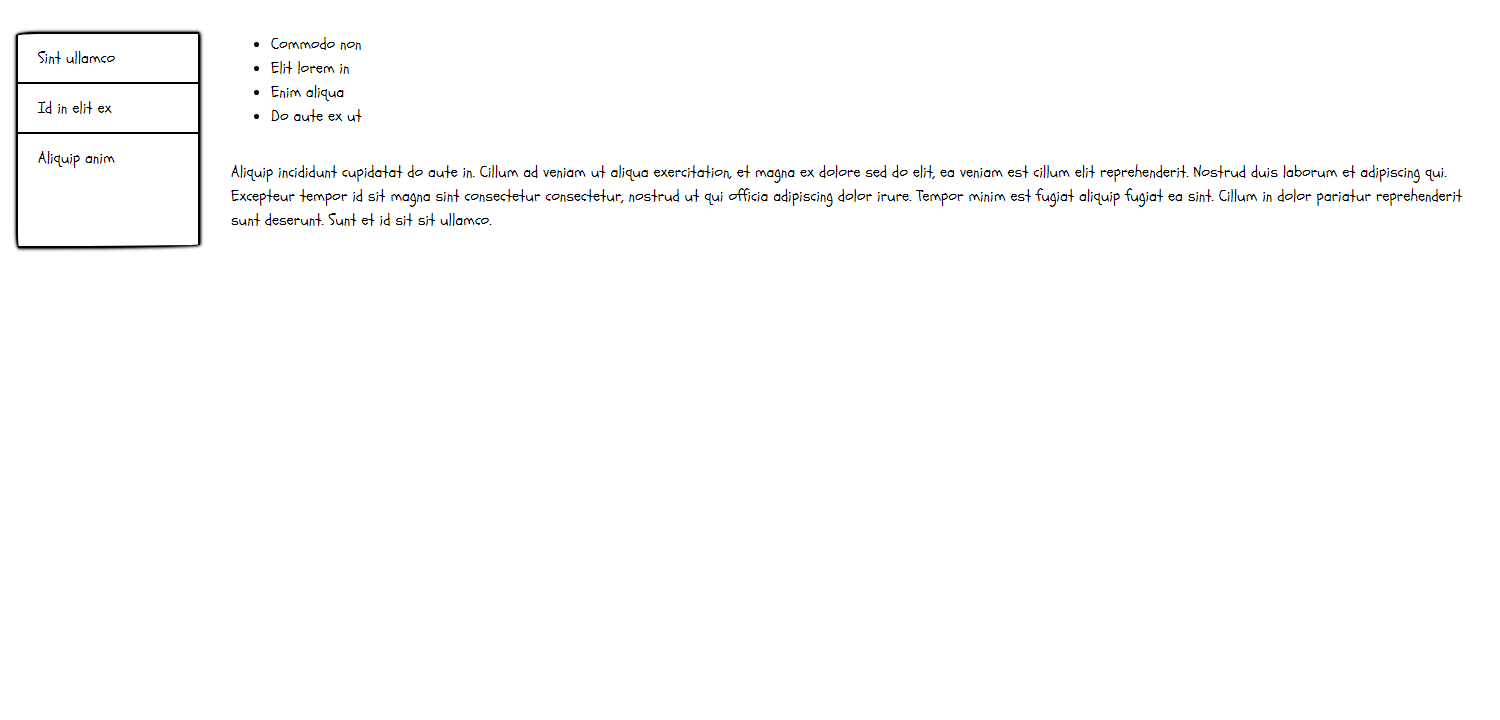 Sint ullamco
Id in elit ex
Aliquip anim
Commodo non
Elit lorem in
Enim aliqua
Do aute ex ut
Aliquip incididunt cupidatat do aute in. Cillum ad veniam ut aliqua exercitation, et magna ex dolore sed do elit, ea veniam est cillum elit reprehenderit. Nostrud duis laborum et adipiscing qui.
Excepteur tempor id sit magna sint consectetur consectetur, nostrud ut qui officia adipiscing dolor irure. Tempor minim est fugiat aliquip fugiat ea sint. Cillum in dolor pariatur reprehenderit
sunt deserunt. Sunt et id sit sit ullamco.